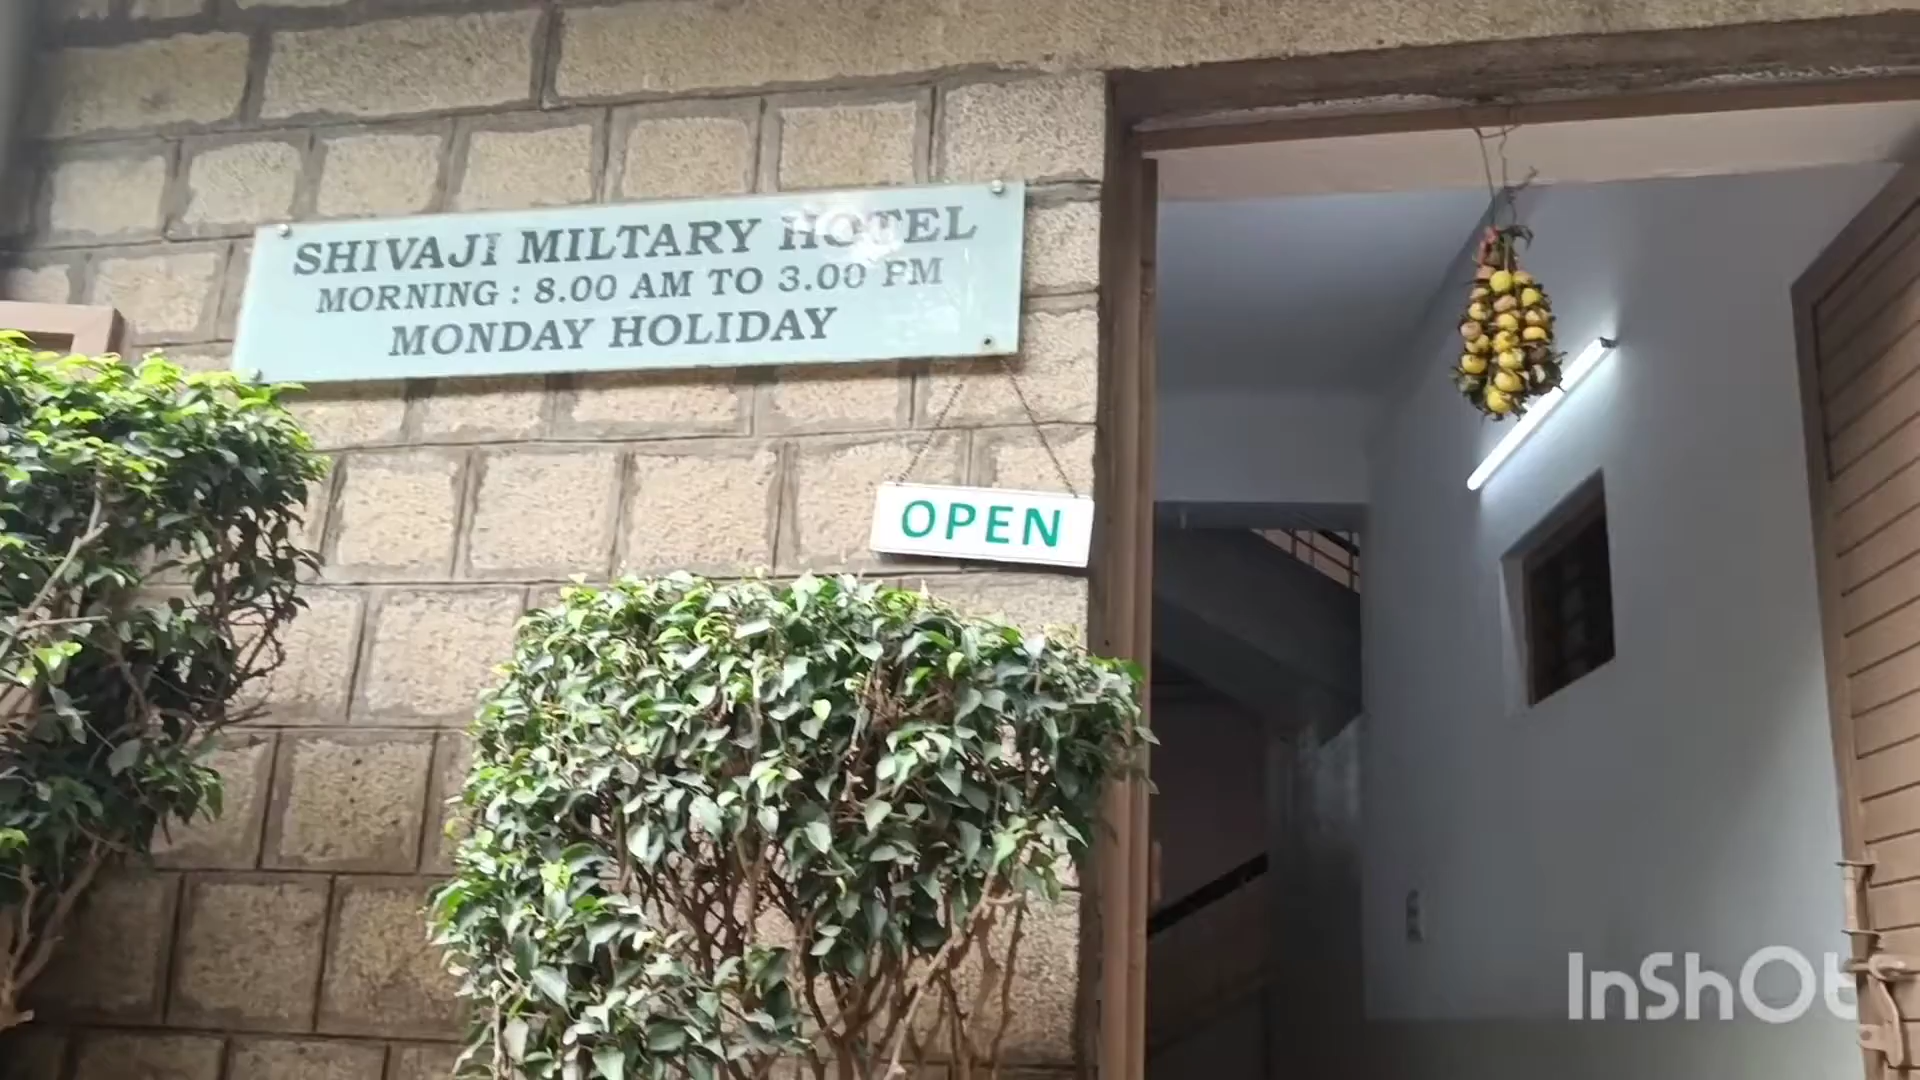 SHIVAJI MILTARY HOTEL
MORNING : 8.00 AM TO 3.00 PM
MONDAY HOLIDAY
OPEN
InShOt